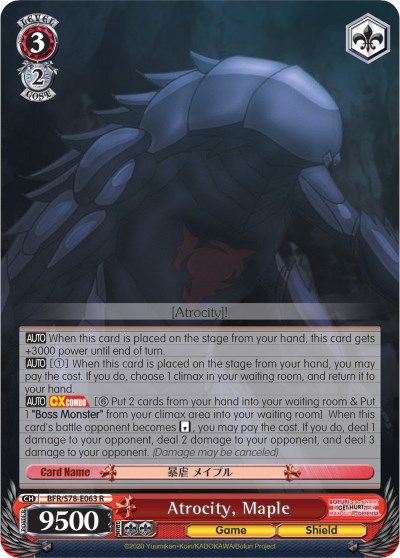 LEVEL
3
2
COST
[Atrocity]!
AUTO When this card is placed on the stage from your hand, this card gets
+3000 power until end of turn.
AUTO [①] When this card is placed on the stage from your hand, you may
pay the cost. If you do, choose 1 climax in your waiting room, and return it
to your hand.
AUTO CXCOMBO [⑥ Put 2 cards from your hand into your waiting room & Put
1 "Boss Monster" from your climax area into your waiting room] When this
card's battle opponent becomes, you may pay the cost. If you do, deal 1
damage to your opponent, deal 2 damage to your opponent, and deal 3
damage to your opponent. (Damage may be canceled)
Card Name 暴虐 メイプル
CH BFR/S78-E063 R
POWER 9500
Atrocity, Maple
Game Shield
©2020 Yuumikan・Koin/KADOKAWA/Bofuri Project